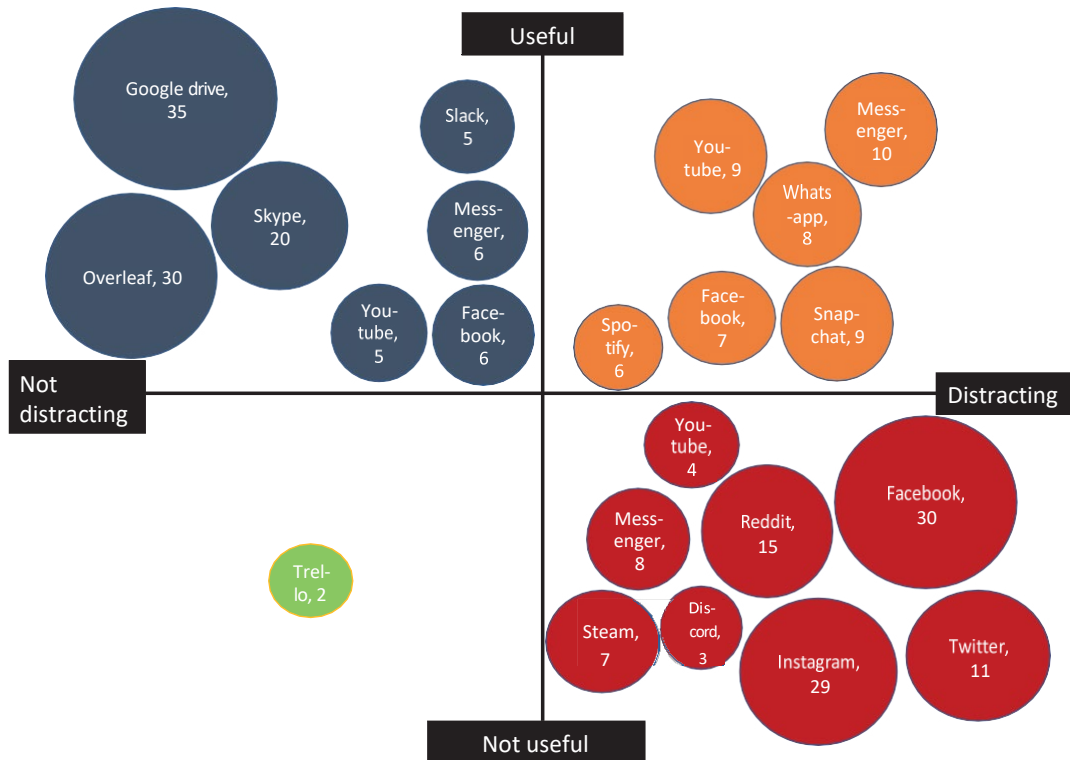 Useful
Google drive,
35
Slack,
5
Mess-
enger,
10
You-
tube, 9
Whats
-app,
8
Skype,
20
Mess-
enger,
6
Overleaf, 30
You-
tube,
5
Face-
book,
6
Spo-
tify,
6
Face-
book,
7
Snap-
chat, 9
Not
distracting
Distracting
You-
tube,
4
Facebook,
30
Mess-
enger,
8
Reddit,
15
Trel-
lo, 2
Steam,
7
Dis-
cord,
3
Instagram,
29
Twitter,
11
Not useful